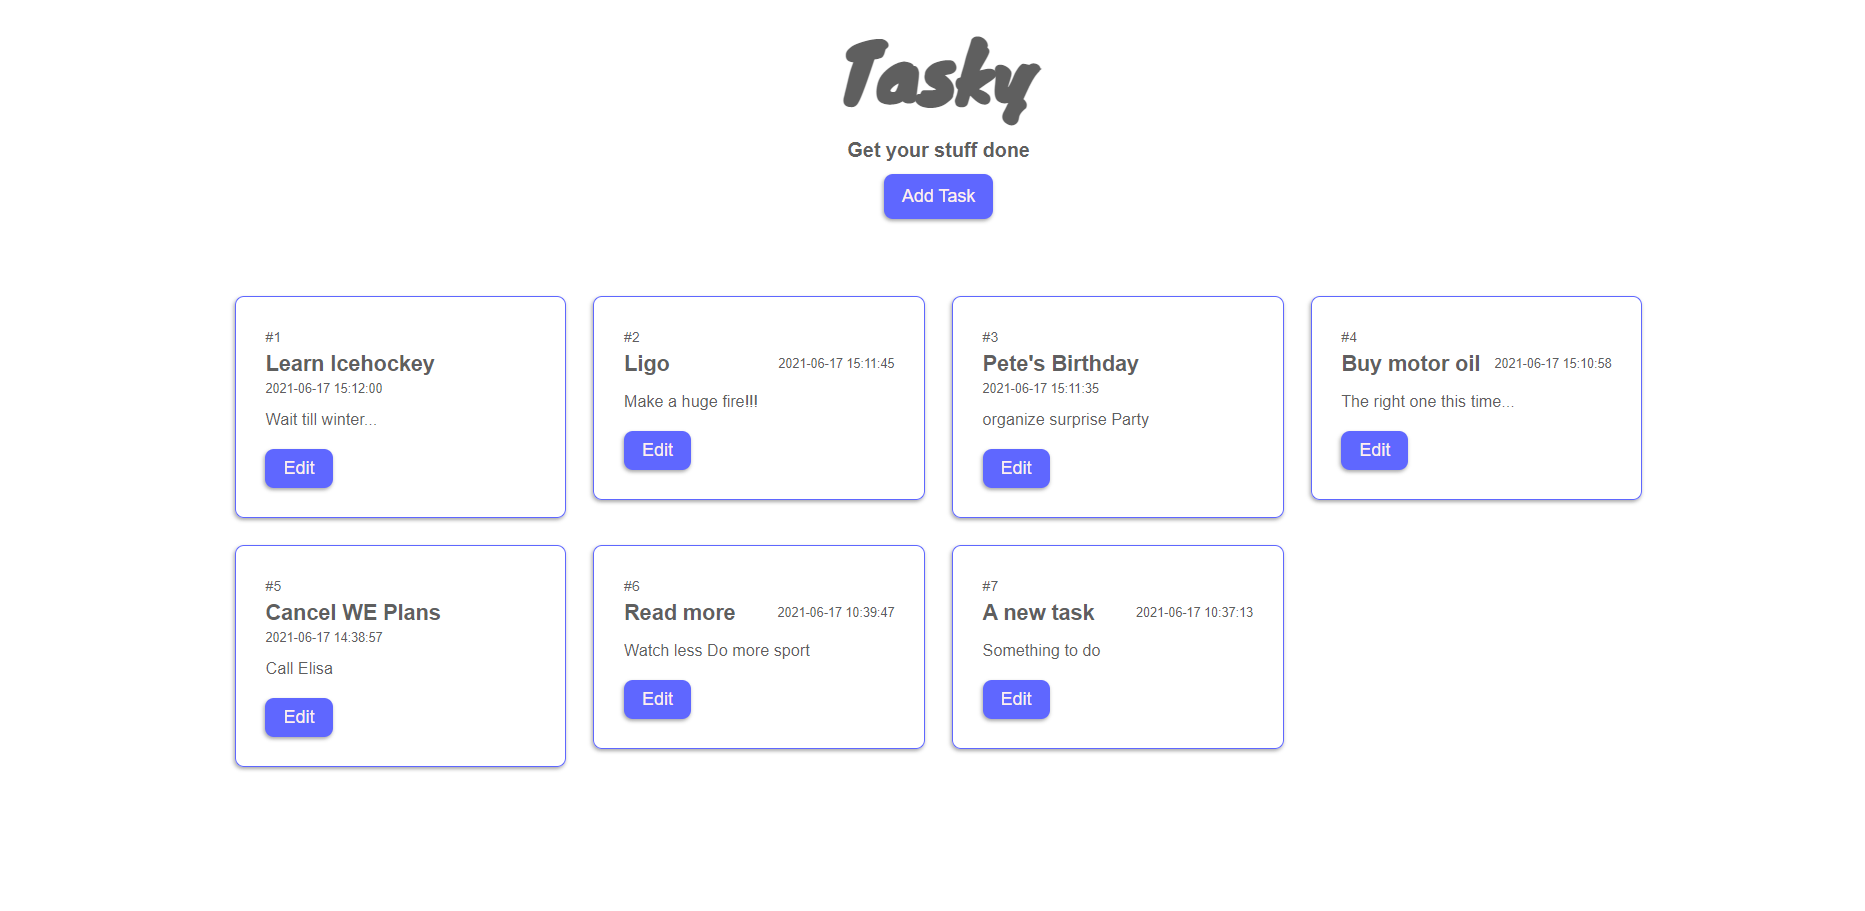 Tasky
Get your stuff done
Add Task
#1
Learn Icehockey
2021-06-17 15:12:00
Wait till winter...
Edit
#2
Ligo 2021-06-17 15:11:45
Make a huge fire!!!
Edit
#3
Pete's Birthday
2021-06-17 15:11:35
organize surprise Party
Edit
#4
Buy motor oil 2021-06-17 15:10:58
The right one this time...
Edit
#5
Cancel WE Plans
2021-06-17 14:38:57
Call Elisa
Edit
#6
Read more 2021-06-17 10:39:47
Watch less Do more sport
Edit
#7
A new task 2021-06-17 10:37:13
Something to do
Edit